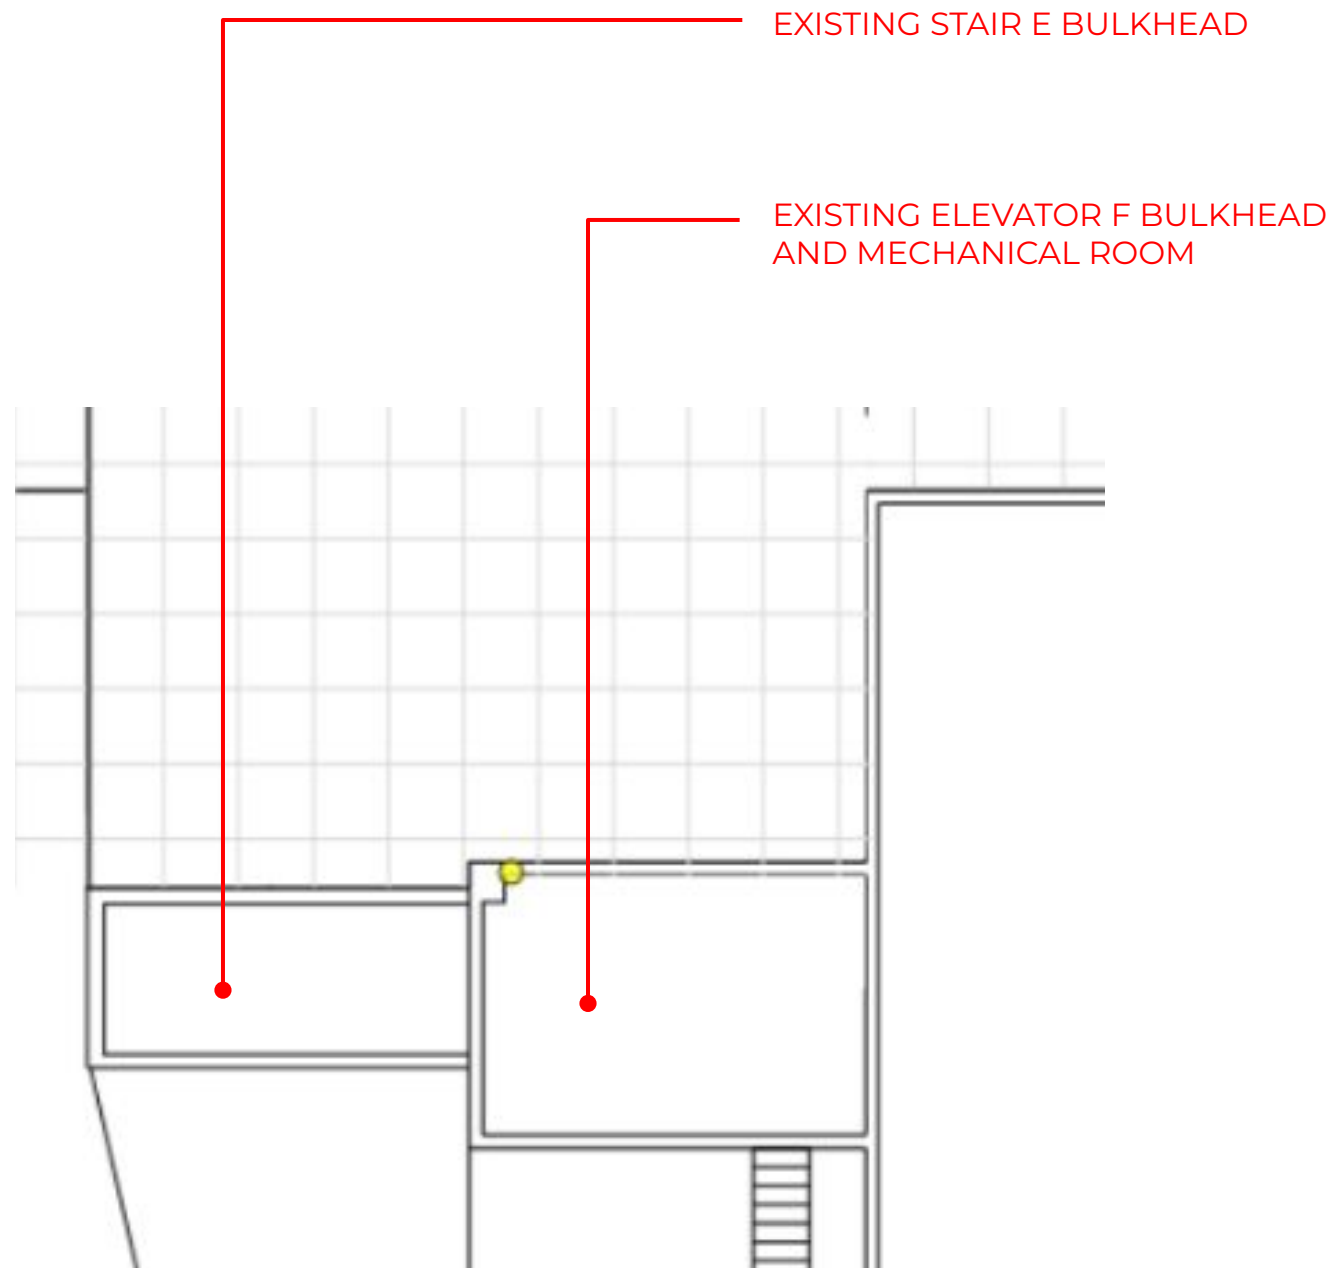 EXISTING STAIR E BULKHEAD
EXISTING ELEVATOR F BULKHEAD
AND MECHANICAL ROOM